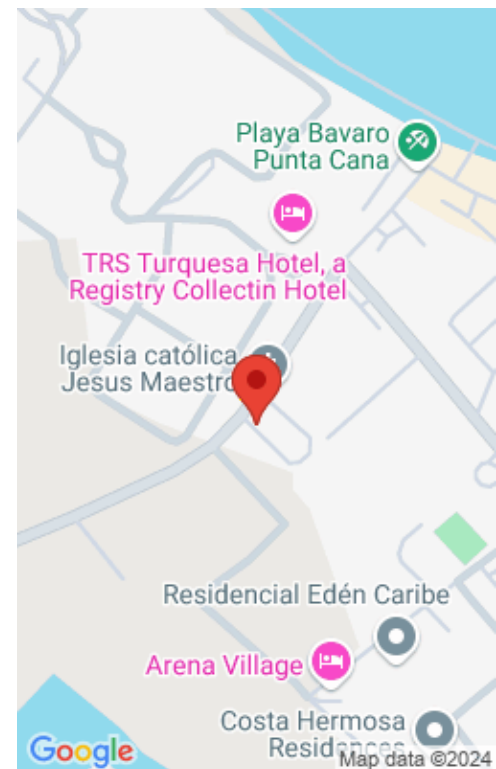 Playa Bavaro
Punta Cana
TRS Turquesa Hotel, a
Registry Collectin Hotel
Iglesia católica
Jesus Maestro
Residencial Edén Caribe
Arena Village
Costa Hermosa
Residences
Google
Map data ©2024